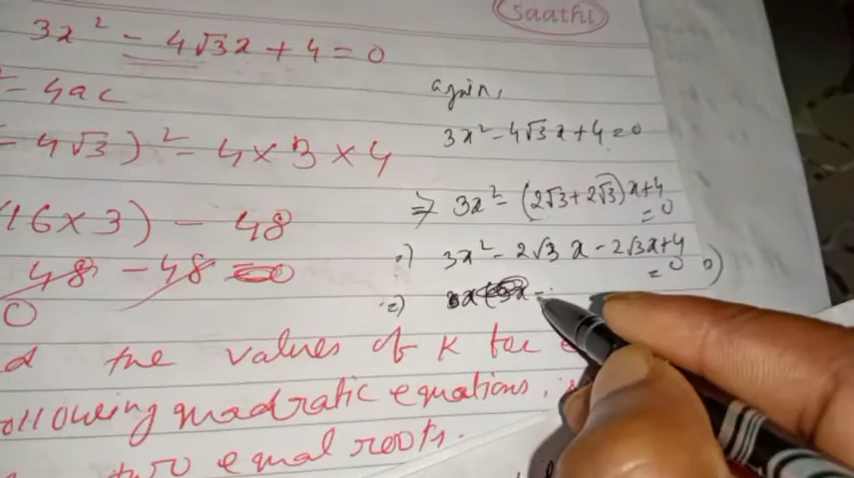 saathi
3x² - 4√3x + 4 = 0
- 4ac
4√3)² - 4 × 3 × 4
16 × 3) - 48
48 - 48 = 0
0
the values of K for
ollowing quadratic equations,
two equal roots.
again,
3x² - 4√3x + 4 = 0
⇒ 3x² - (2√3 + 2√3)x + 4
= 0
⇒) 3x² - 2√3 x - 2√3x + 4
= 0